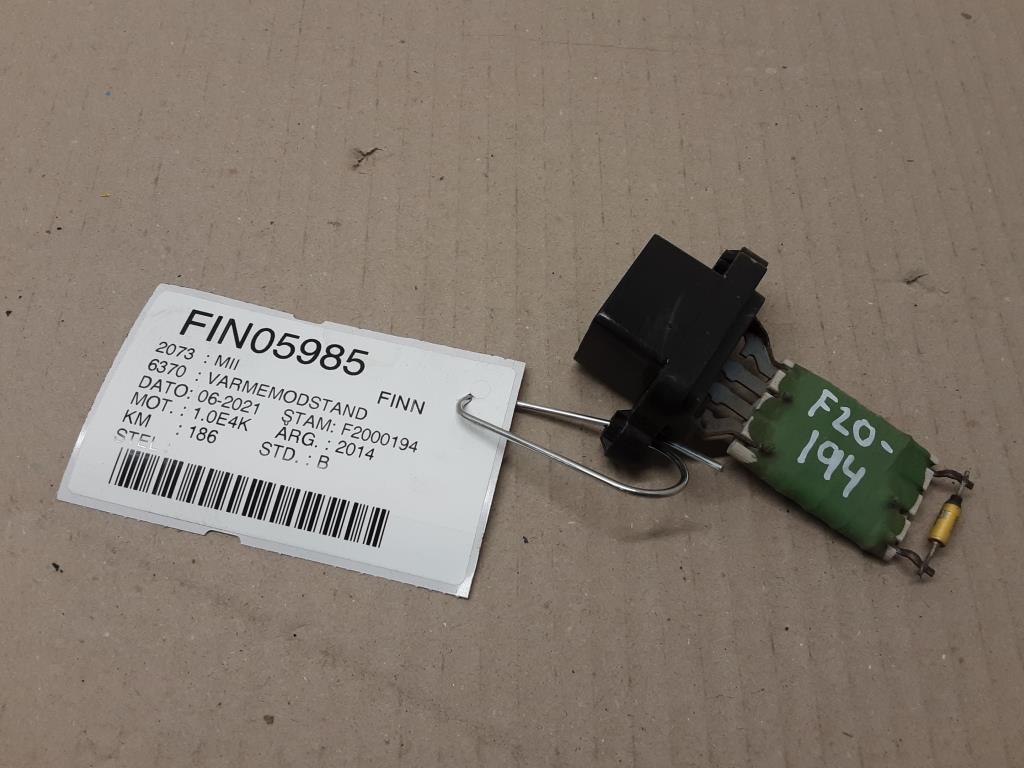 FIN05985
2073 : MII FINN
6370 : VARMEMODSTAND
DATO: 06-2021 STAM: F2000194
MOT. : 1.0E4K ÅRG. : 2014
KM : 186 STD. : B
STEL
F20-
194